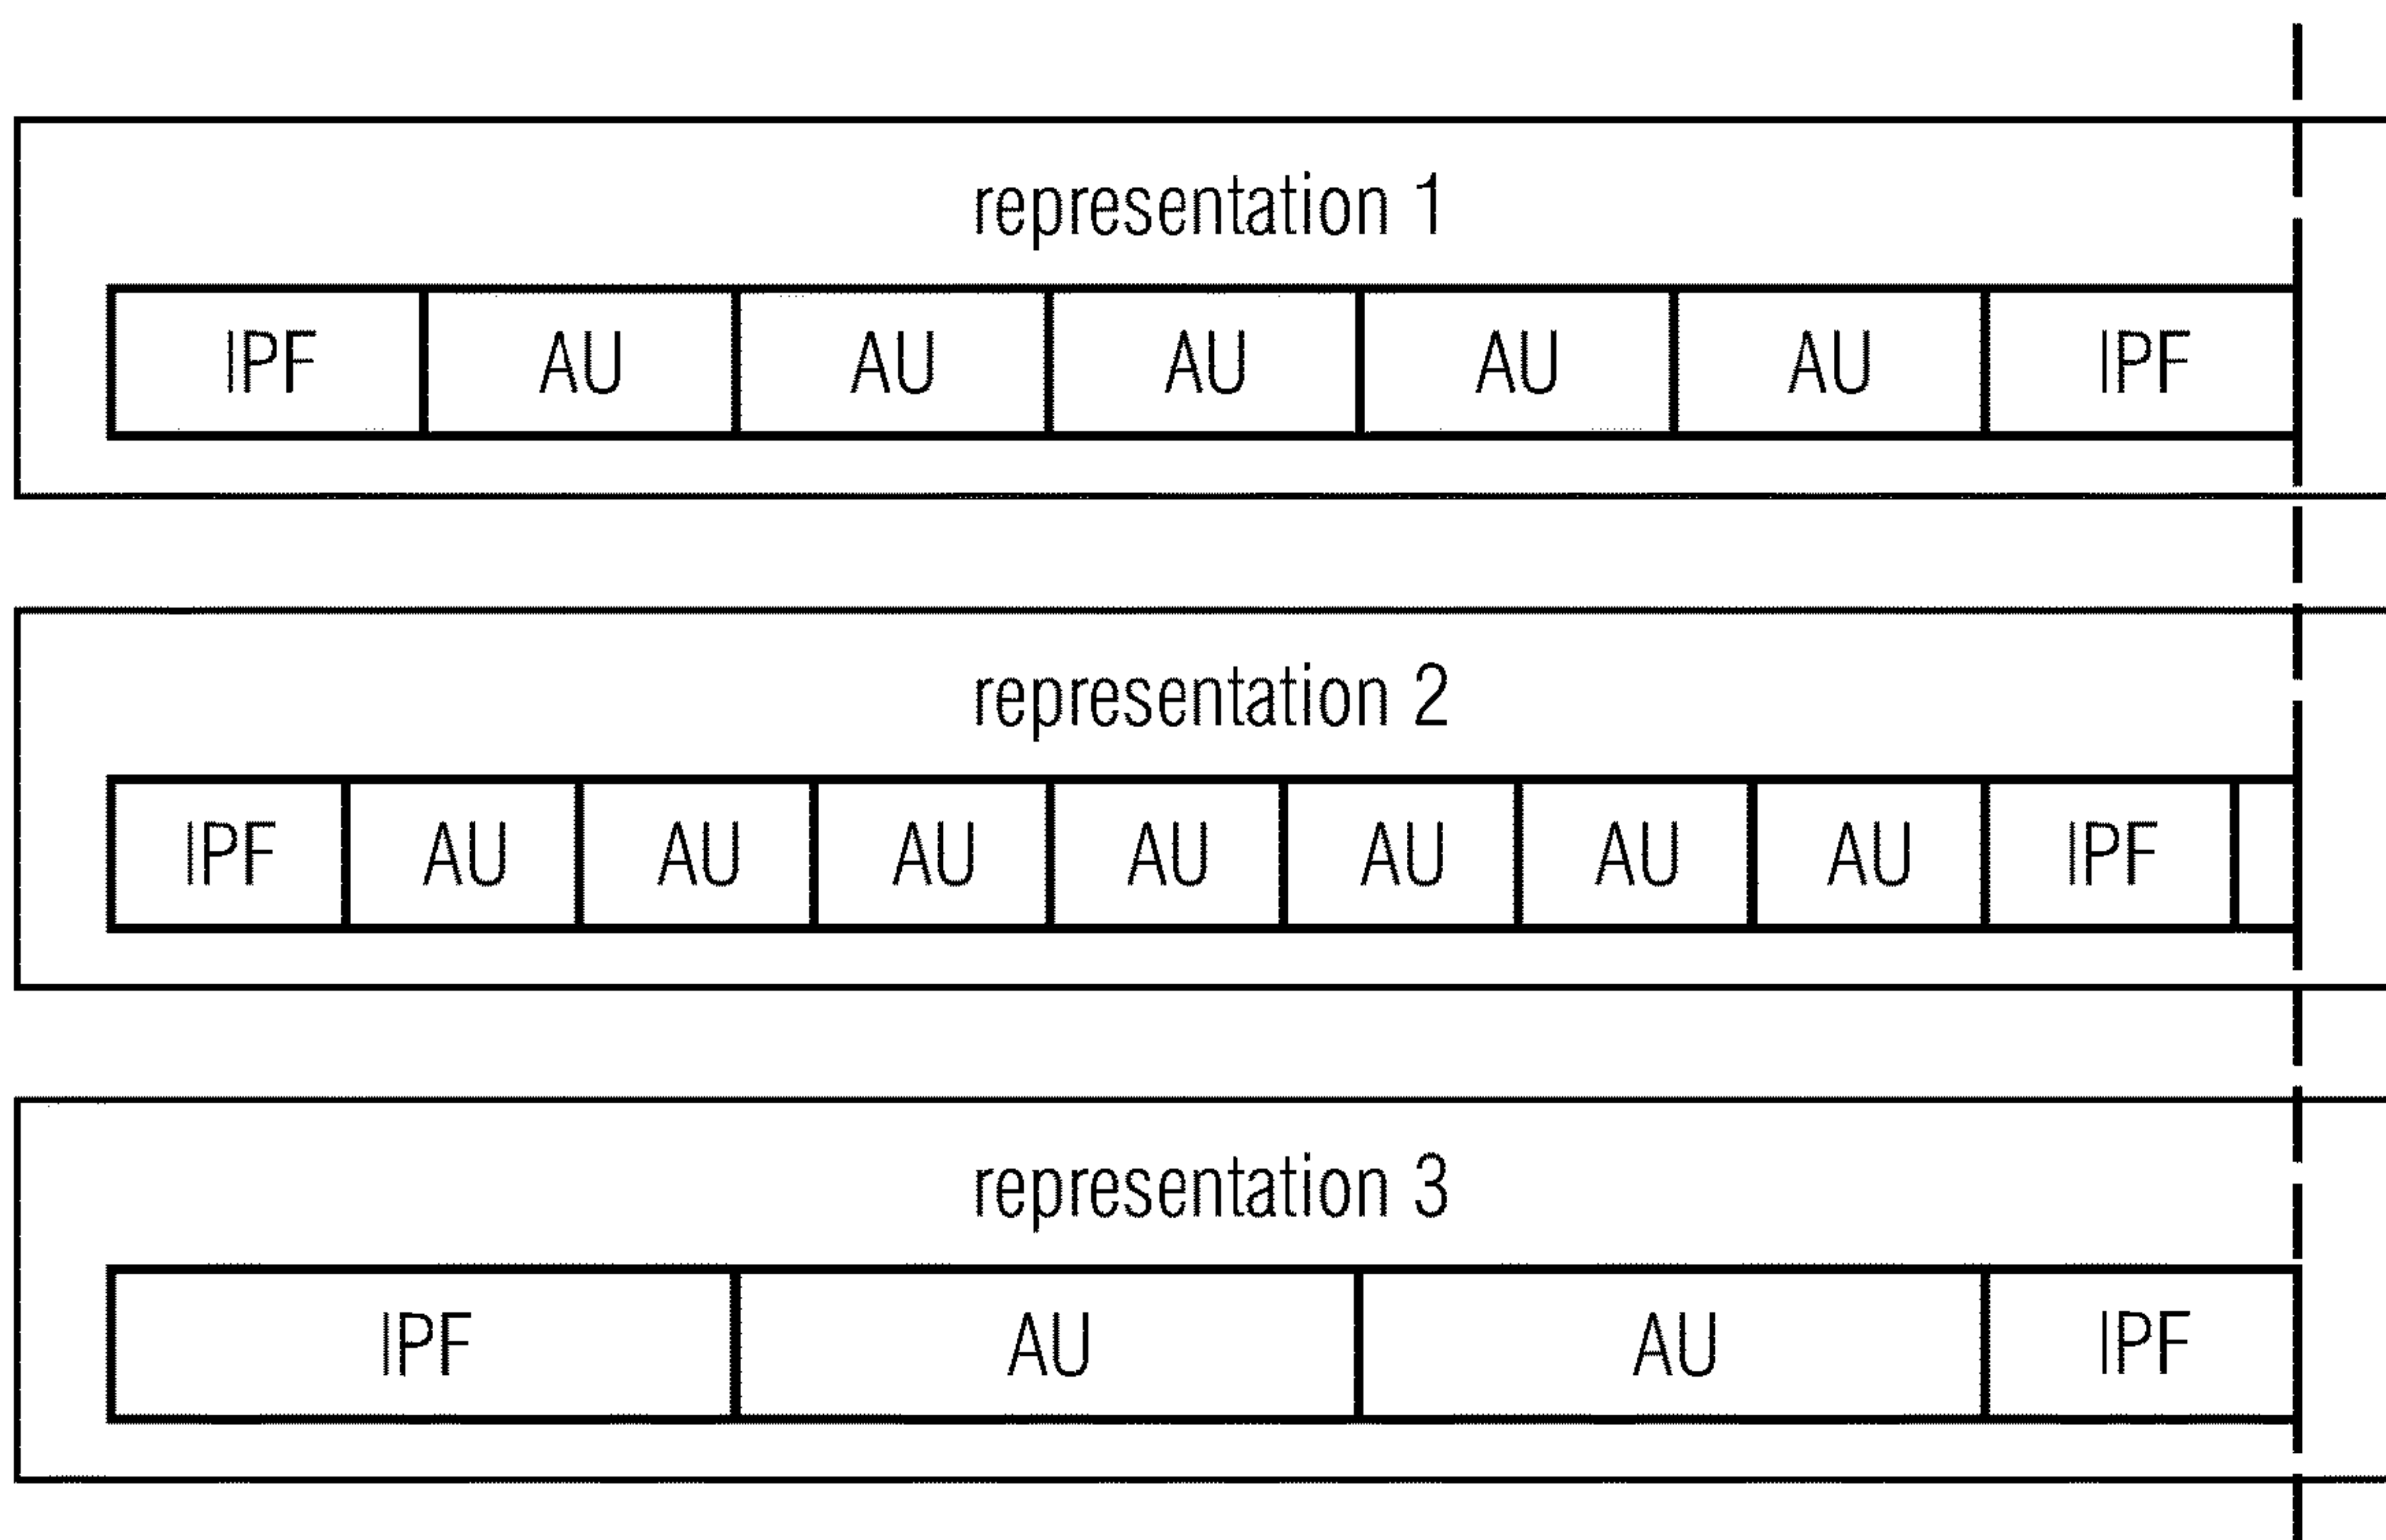 representation 1
IPF AU AU AU AU AU IPF
representation 2
IPF AU AU AU AU AU AU AU IPF
representation 3
IPF AU AU IPF